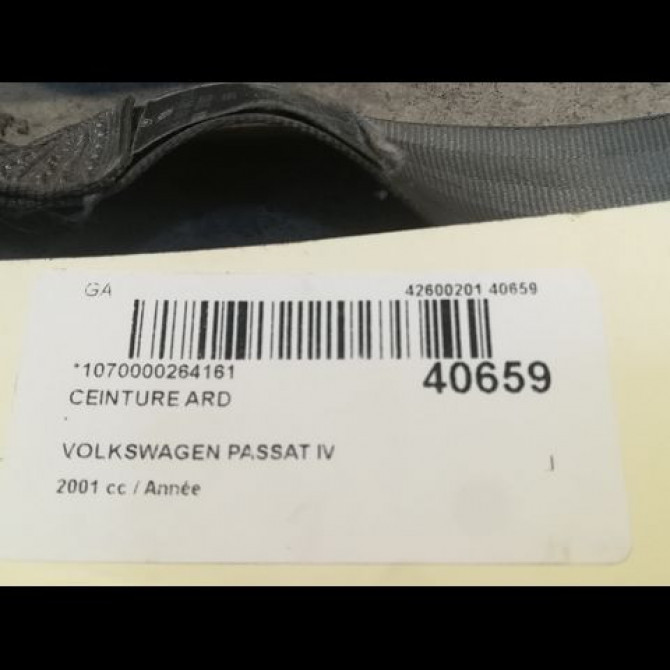 GA 42600201 40659
*1070000264161 40659
CEINTURE ARD
VOLKSWAGEN PASSAT IV
2001 cc / Année